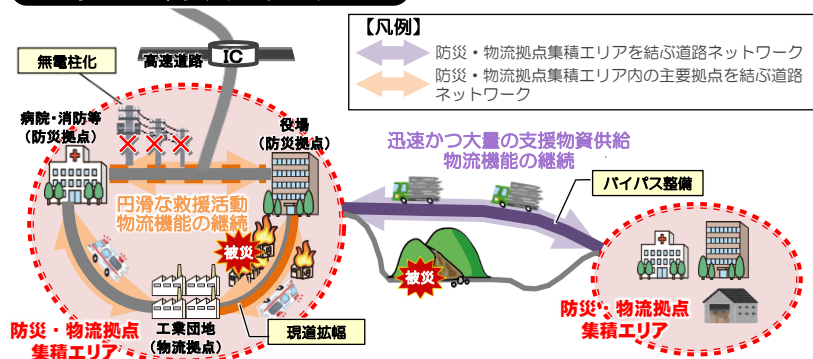 【凡例】
防災・物流拠点集積エリアを結ぶ道路ネットワーク
防災・物流拠点集積エリア内の主要拠点を結ぶ道路
ネットワーク
高速道路
IC
無電柱化
病院・消防等
(防災拠点)
役場
(防災拠点)
円滑な救援活動
物流機能の継続
迅速かつ大量の支援物資供給
物流機能の継続
バイパス整備
被災
被災
工業団地
(物流拠点)
現道拡幅
防災・物流拠点
集積エリア
防災・物流拠点
集積エリア